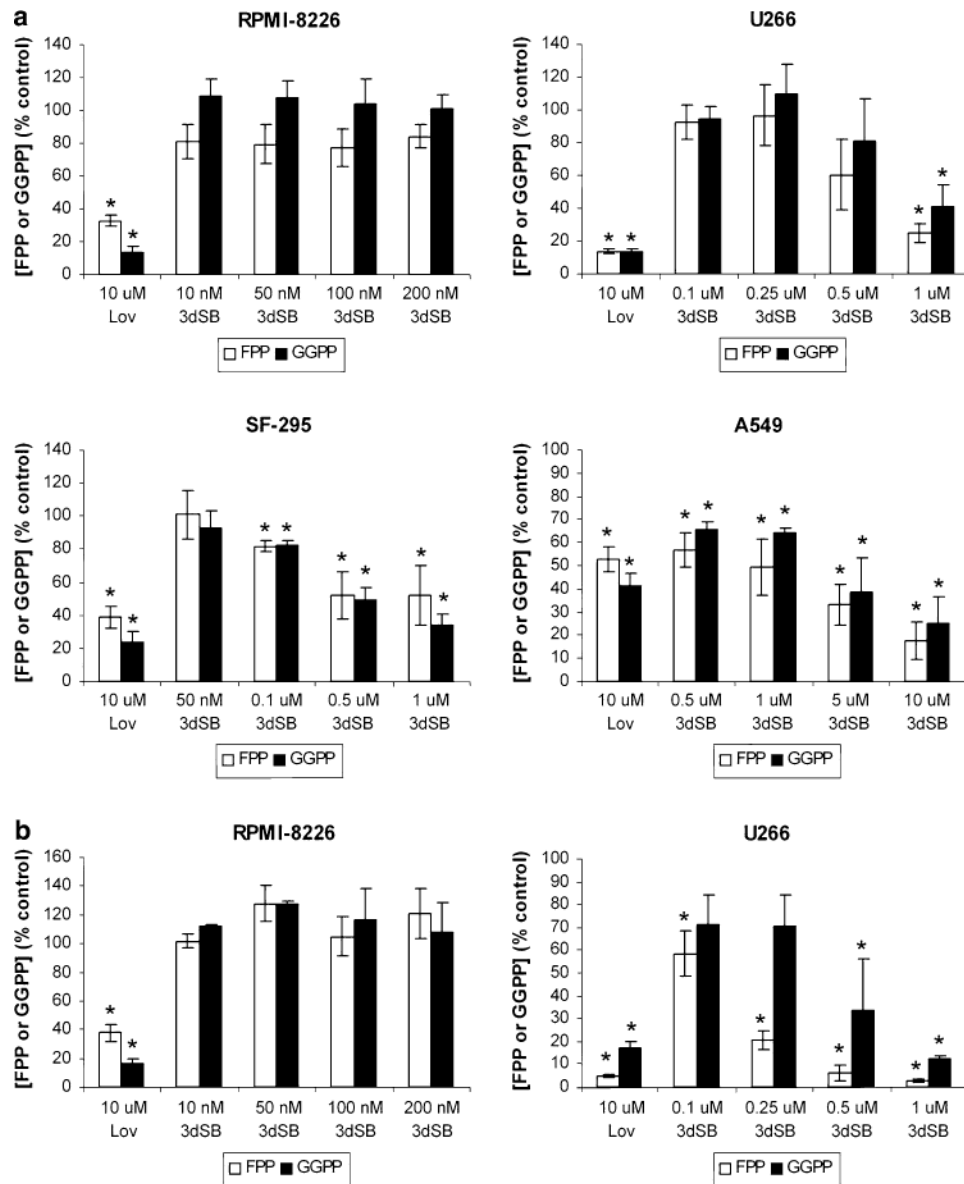 a
RPMI-8226
[FPP or GGPP] (% control)
140
120
100
80
60
40
20
0
* *
10 uM 10 nM 50 nM 100 nM 200 nM
Lov 3dSB 3dSB 3dSB 3dSB
FPP GGPP
U266
[FPP or GGPP] (% control)
140
120
100
80
60
40
20
0
* * * *
10 uM 0.1 uM 0.25 uM 0.5 uM 1 uM
Lov 3dSB 3dSB 3dSB 3dSB
FPP GGPP
SF-295
[FPP or GGPP] (% control)
140
120
100
80
60
40
20
0
* * * * * * * *
10 uM 50 nM 0.1 uM 0.5 uM 1 uM
Lov 3dSB 3dSB 3dSB 3dSB
FPP GGPP
A549
[FPP or GGPP] (% control)
100
90
80
70
60
50
40
30
20
10
0
* * * * * * * * * *
10 uM 0.5 uM 1 uM 5 uM 10 uM
Lov 3dSB 3dSB 3dSB 3dSB
FPP GGPP
b
RPMI-8226
[FPP or GGPP] (% control)
160
140
120
100
80
60
40
20
0
* *
10 uM 10 nM 50 nM 100 nM 200 nM
Lov 3dSB 3dSB 3dSB 3dSB
FPP GGPP
U266
[FPP or GGPP] (% control)
100
90
80
70
60
50
40
30
20
10
0
* * * * * * * *
10 uM 0.1 uM 0.25 uM 0.5 uM 1 uM
Lov 3dSB 3dSB 3dSB 3dSB
FPP GGPP